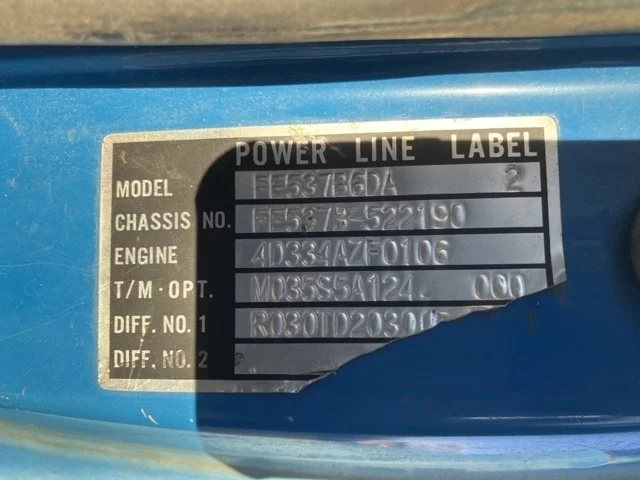 POWER LINE LABEL
MODEL FE537B6DA 2
CHASSIS NO. FE537B-522190
ENGINE 4D334AZF0106
T/M·OPT. M035S5A124. 000
DIFF. NO. 1
DIFF. NO. 2